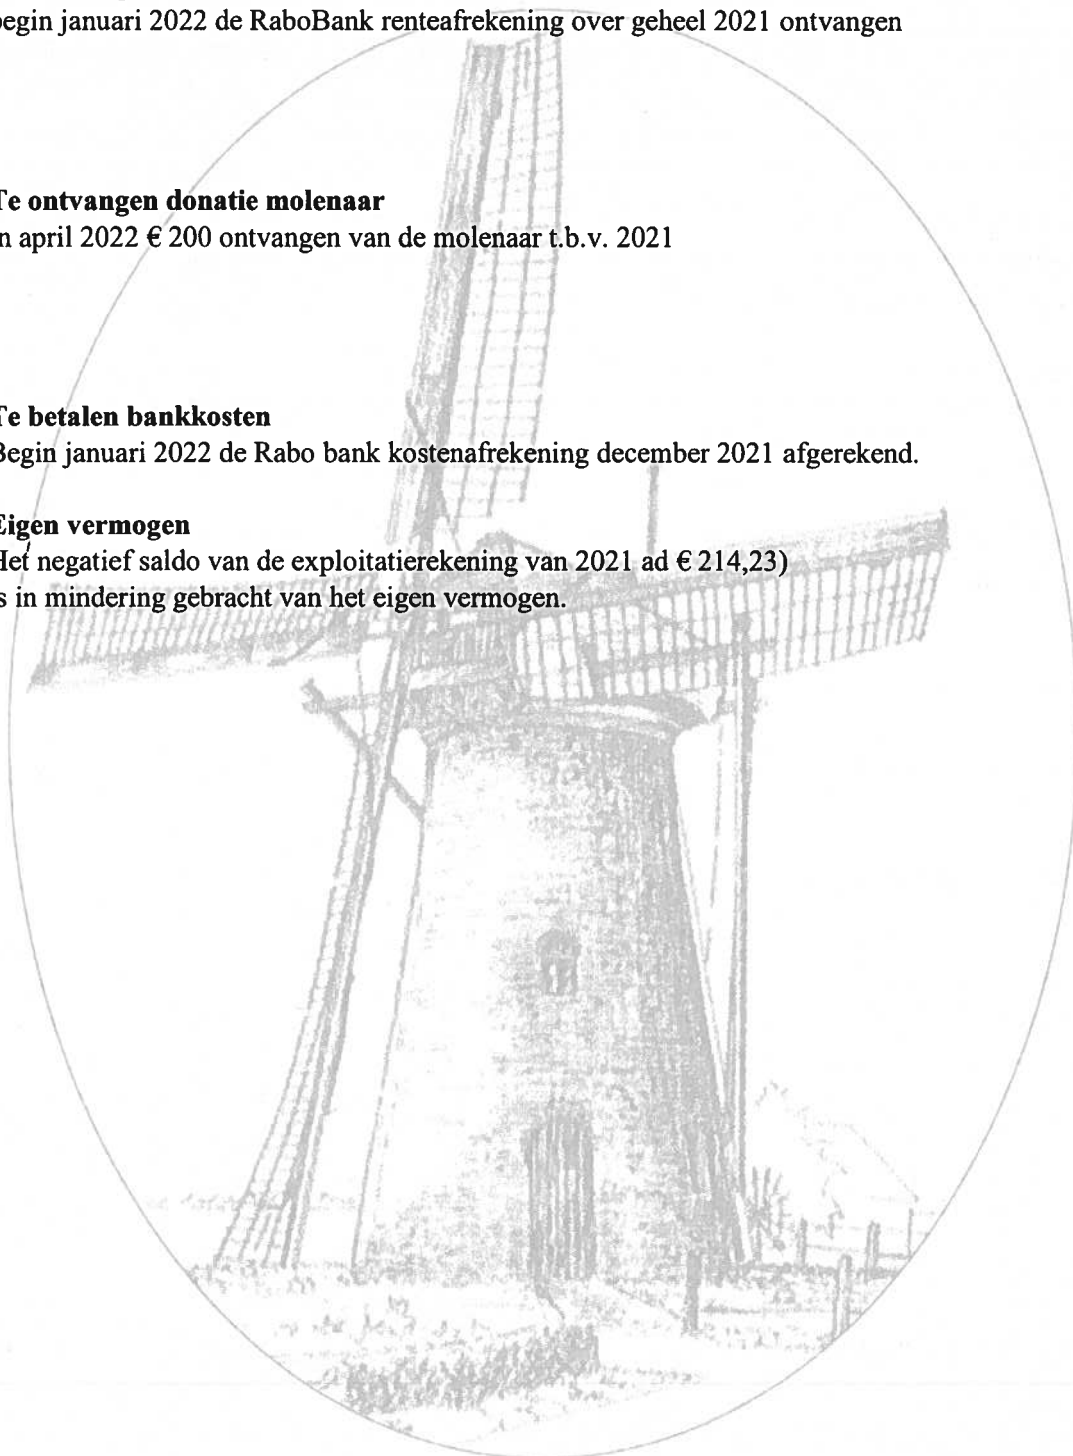 begin januari 2022 de RaboBank renteafrekening over geheel 2021 ontvangen
Te ontvangen donatie molenaar
In april 2022 € 200 ontvangen van de molenaar t.b.v. 2021
Te betalen bankkosten
Begin januari 2022 de Rabo bank kostenafrekening december 2021 afgerekend.
Eigen vermogen
Het negatief saldo van de exploitatierekening van 2021 ad € 214,23)
is in mindering gebracht van het eigen vermogen.